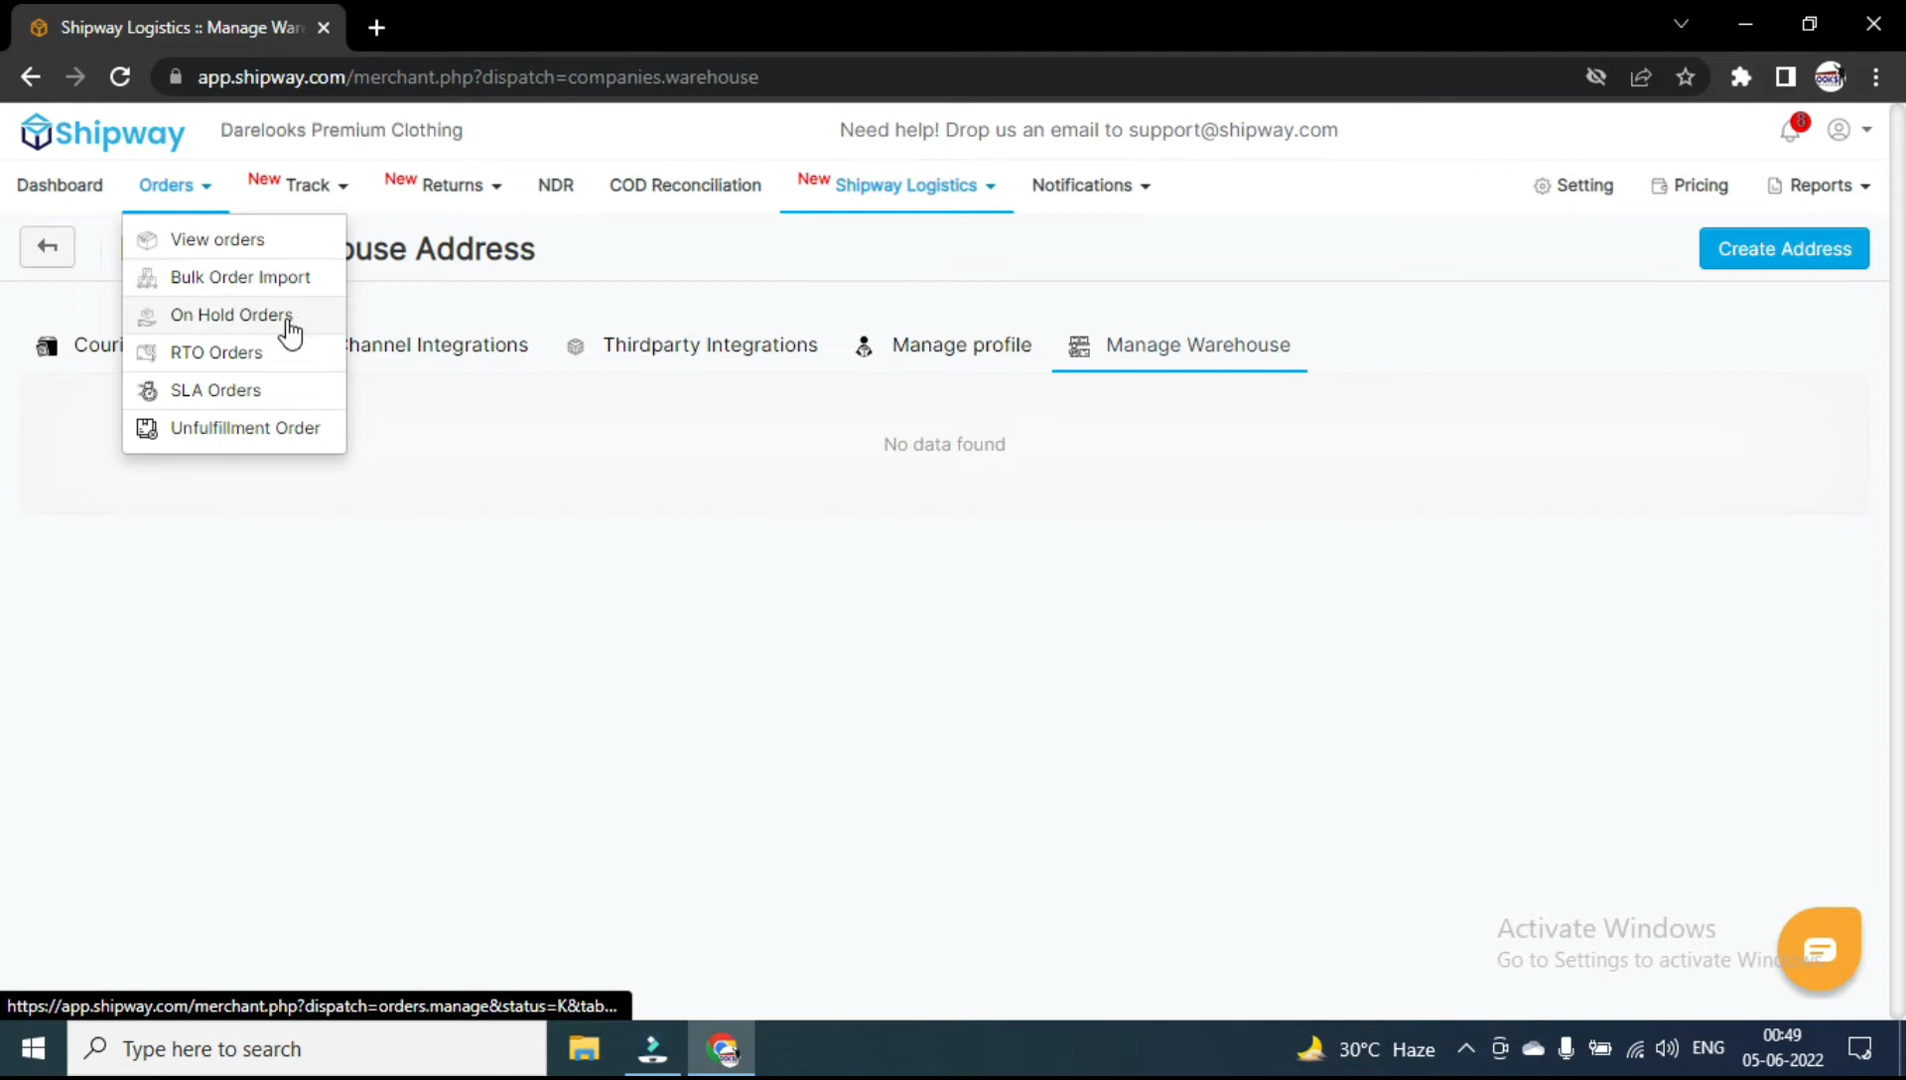 Shipway Logistics :: Manage War
app.shipway.com/merchant.php?dispatch=companies.warehouse
Shipway
Darelooks Premium Clothing
Need help! Drop us an email to support@shipway.com
8
Dashboard
Orders
New Track
New Returns
NDR
COD Reconciliation
New Shipway Logistics
Notifications
Setting
Pricing
Reports
View orders
Bulk Order Import
On Hold Orders
RTO Orders
SLA Orders
Unfulfillment Order
ouse Address
Create Address
Couri
hannel Integrations
Thirdparty Integrations
Manage profile
Manage Warehouse
No data found
Activate Windows
Go to Settings to activate Windows.
https://app.shipway.com/merchant.php?dispatch=orders.manage&status=K&tab...
Type here to search
30°C Haze
ENG
00:49
05-06-2022